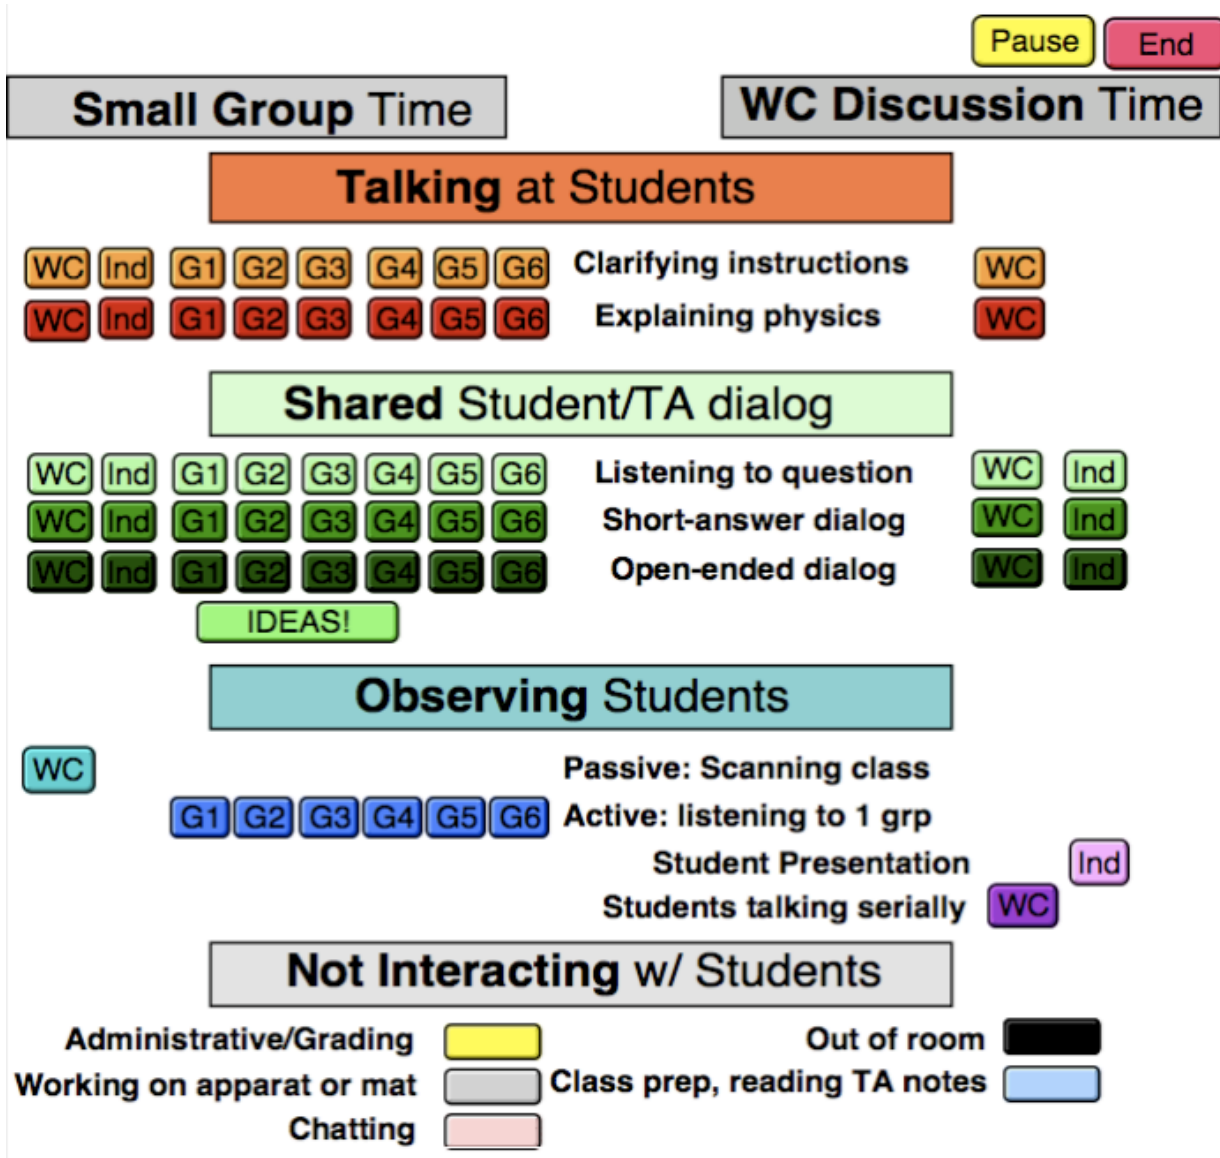 Pause End
Small Group Time WC Discussion Time
Talking at Students
WC Ind G1 G2 G3 G4 G5 G6 Clarifying instructions WC
WC Ind G1 G2 G3 G4 G5 G6 Explaining physics WC
Shared Student/TA dialog
WC Ind G1 G2 G3 G4 G5 G6 Listening to question WC Ind
WC Ind G1 G2 G3 G4 G5 G6 Short-answer dialog WC Ind
WC Ind G1 G2 G3 G4 G5 G6 Open-ended dialog WC Ind
IDEAS!
Observing Students
WC Passive: Scanning class
G1 G2 G3 G4 G5 G6 Active: listening to 1 grp
Student Presentation Ind
Students talking serially WC
Not Interacting w/ Students
Administrative/Grading Out of room
Working on apparat or mat Class prep, reading TA notes
Chatting